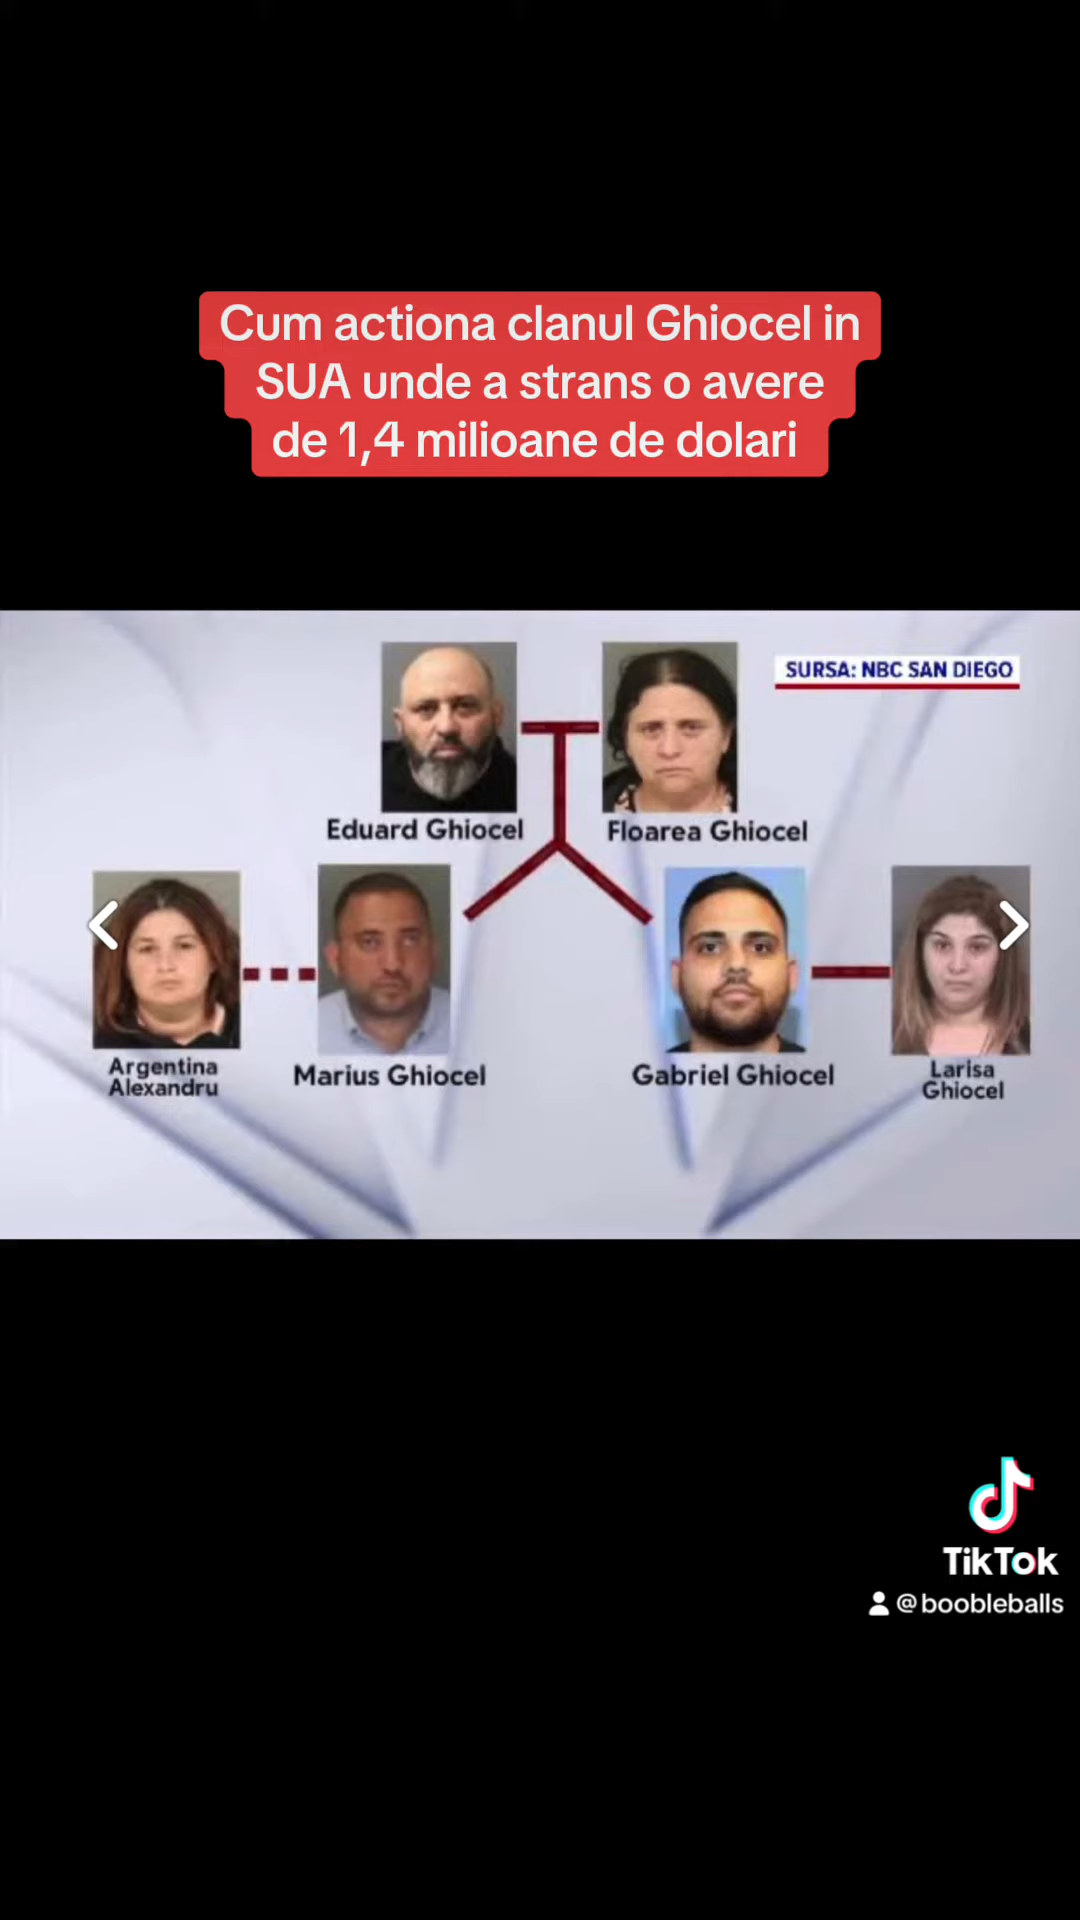 Cum actiona clanul Ghiocel in
SUA unde a strans o avere
de 1,4 milioane de dolari
SURSA: NBC SAN DIEGO
Eduard Ghiocel
Floarea Ghiocel
Argentina
Alexandru
Marius Ghiocel
Gabriel Ghiocel
Larisa
Ghiocel
TikTok
@boobleballs